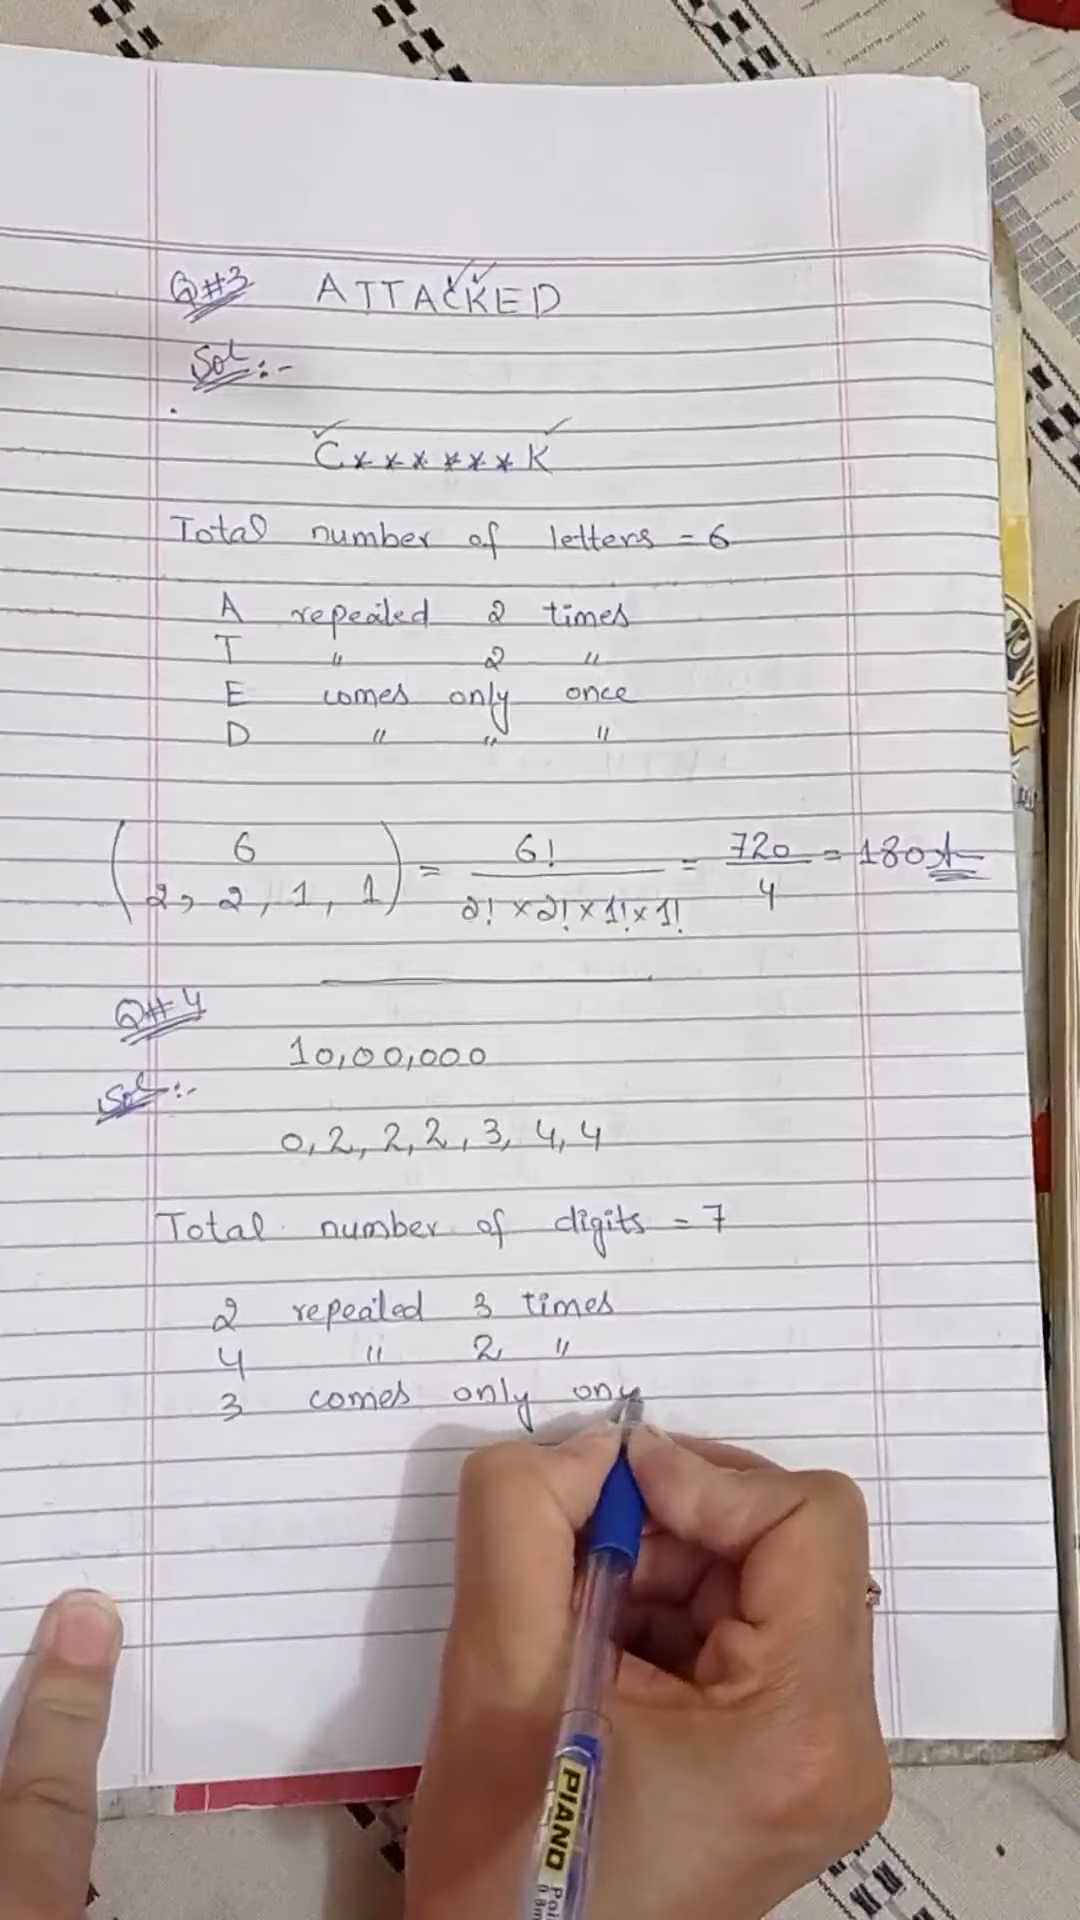 Q#3 ATTACKED
Sol:-
C******K
Total number of letters = 6
A repeated 2 times
T " 2 "
E comes only once
D " " "
(6 / 2, 2, 1, 1) = 6! / 2! × 2! × 1! × 1! = 720 / 4 = 180
Q#4
10,00,000
Sol:-
0, 2, 2, 2, 3, 4, 4
Total number of digits = 7
2 repeated 3 times
4 " 2 "
3 comes only
PIANO